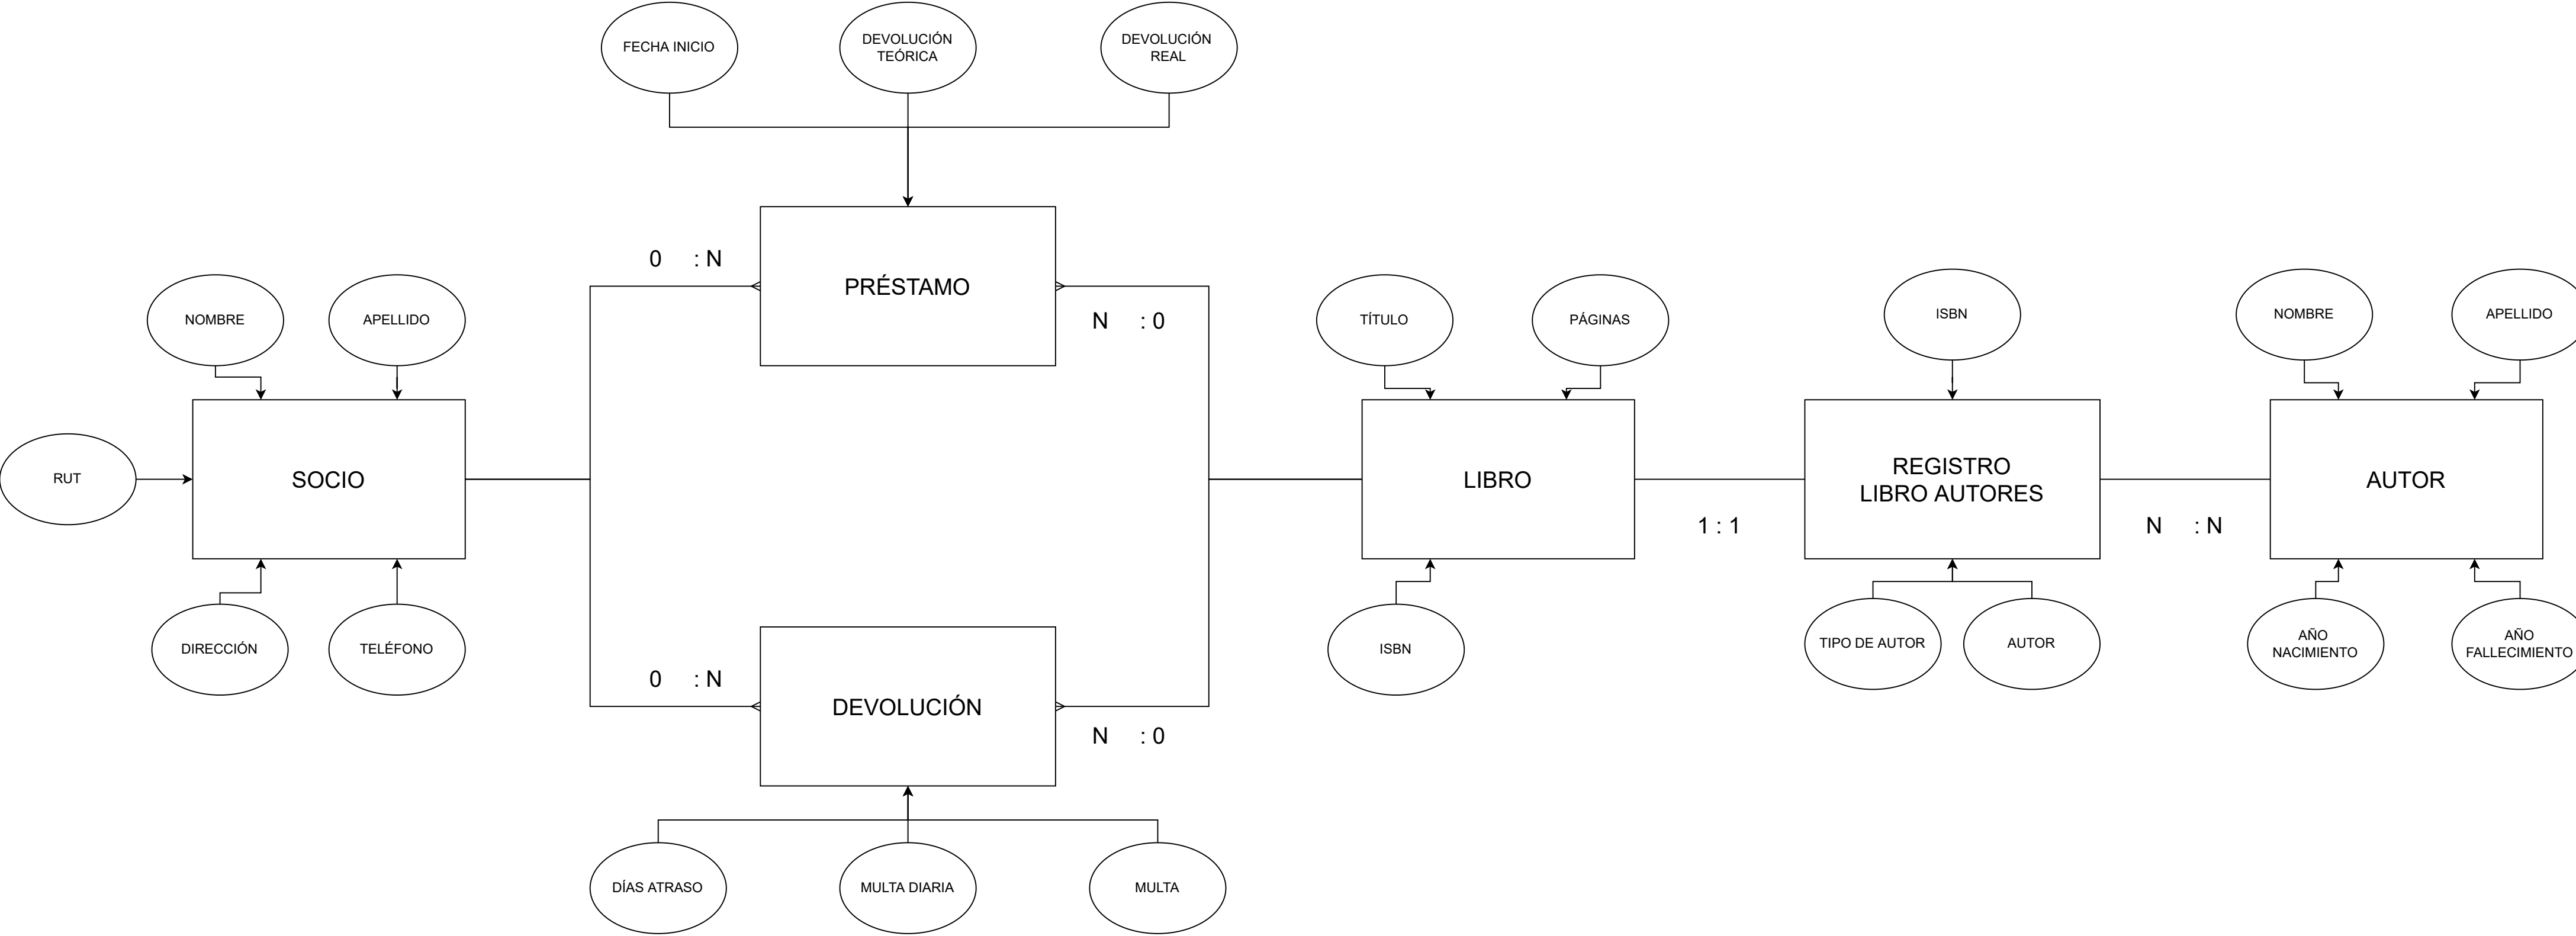 FECHA INICIO
DEVOLUCIÓN
TEÓRICA
DEVOLUCIÓN
REAL
0 : N
PRÉSTAMO
N : 0
NOMBRE
APELLIDO
RUT
SOCIO
DIRECCIÓN
TELÉFONO
0 : N
DEVOLUCIÓN
N : 0
DÍAS ATRASO
MULTA DIARIA
MULTA
TÍTULO
PÁGINAS
LIBRO
ISBN
1 : 1
ISBN
REGISTRO
LIBRO AUTORES
TIPO DE AUTOR
AUTOR
N : N
NOMBRE
APELLIDO
AUTOR
AÑO
NACIMIENTO
AÑO
FALLECIMIENTO